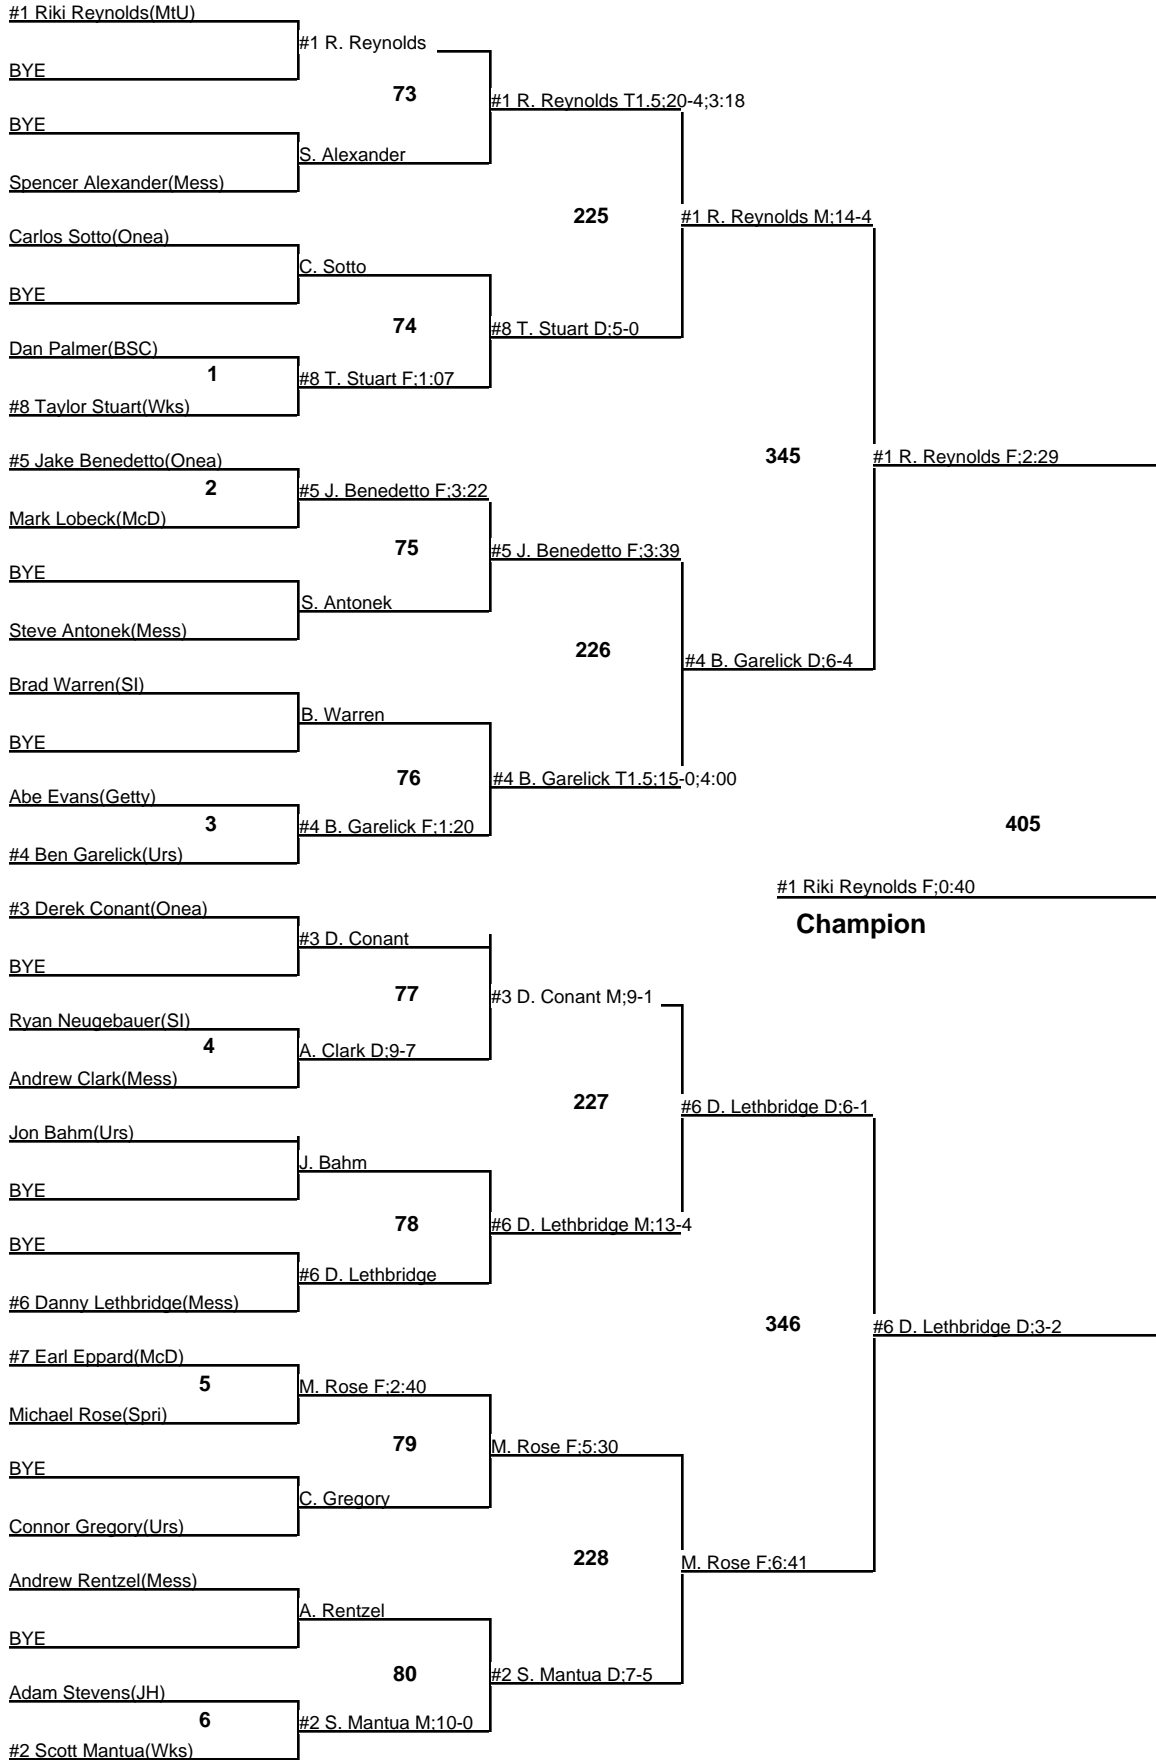 #1 Riki Reynolds(MtU)
#1 R. Reynolds
BYE
73
#1 R. Reynolds T1.5;20-4;3:18
BYE
S. Alexander
Spencer Alexander(Mess)
225
#1 R. Reynolds M;14-4
Carlos Sotto(Onea)
C. Sotto
BYE
74
#8 T. Stuart D;5-0
Dan Palmer(BSC)
1
#8 T. Stuart F;1:07
#8 Taylor Stuart(Wks)
345
#1 R. Reynolds F;2:29
#5 Jake Benedetto(Onea)
2
#5 J. Benedetto F;3:22
Mark Lobeck(McD)
75
#5 J. Benedetto F;3:39
BYE
S. Antonek
Steve Antonek(Mess)
226
#4 B. Garelick D;6-4
Brad Warren(SI)
B. Warren
BYE
76
#4 B. Garelick T1.5;15-0;4:00
Abe Evans(Getty)
3
#4 B. Garelick F;1:20
405
#4 Ben Garelick(Urs)
#1 Riki Reynolds F;0:40
Champion
#3 Derek Conant(Onea)
#3 D. Conant
BYE
77
#3 D. Conant M;9-1
Ryan Neugebauer(SI)
4
A. Clark D;9-7
Andrew Clark(Mess)
227
#6 D. Lethbridge D;6-1
Jon Bahm(Urs)
J. Bahm
BYE
78
#6 D. Lethbridge M;13-4
BYE
#6 D. Lethbridge
#6 Danny Lethbridge(Mess)
346
#6 D. Lethbridge D;3-2
#7 Earl Eppard(McD)
5
M. Rose F;2:40
Michael Rose(Spri)
79
M. Rose F;5:30
BYE
C. Gregory
Connor Gregory(Urs)
228
M. Rose F;6:41
Andrew Rentzel(Mess)
A. Rentzel
BYE
80
#2 S. Mantua D;7-5
Adam Stevens(JH)
6
#2 S. Mantua M;10-0
#2 Scott Mantua(Wks)